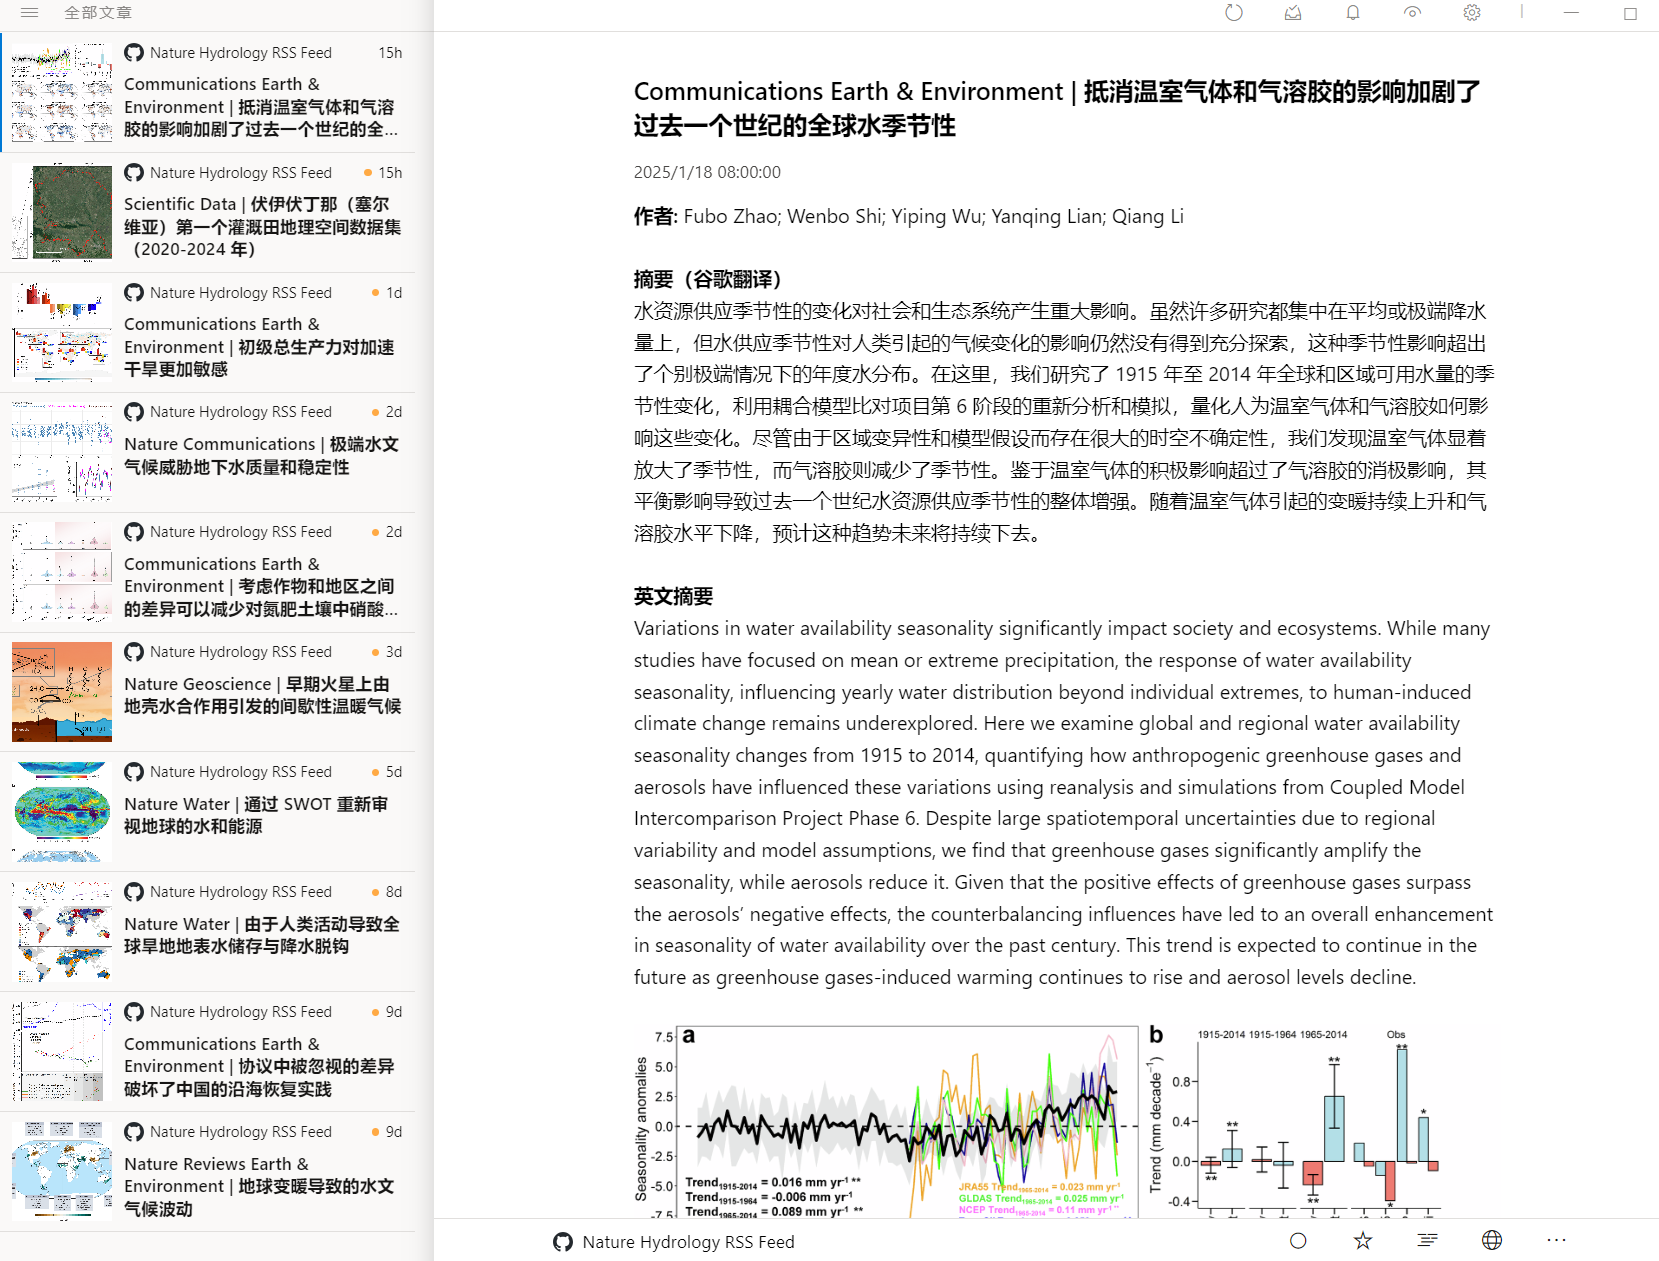 全部文章
Nature Hydrology RSS Feed 15h
Communications Earth &
Environment | 抵消温室气体和气溶
胶的影响加剧了过去一个世纪的全...
Nature Hydrology RSS Feed 15h
Scientific Data | 伏伊伏丁那（塞尔
维亚）第一个灌溉田地理空间数据集
（2020-2024 年）
Nature Hydrology RSS Feed 1d
Communications Earth &
Environment | 初级总生产力对加速
干旱更加敏感
Nature Hydrology RSS Feed 2d
Nature Communications | 极端水文
气候威胁地下水质量和稳定性
Nature Hydrology RSS Feed 2d
Communications Earth &
Environment | 考虑作物和地区之间
的差异可以减少对氮肥土壤中硝酸...
Nature Hydrology RSS Feed 3d
Nature Geoscience | 早期火星上由
地壳水合作用引发的间歇性温暖气候
Nature Hydrology RSS Feed 5d
Nature Water | 通过 SWOT 重新审
视地球的水和能源
Nature Hydrology RSS Feed 8d
Nature Water | 由于人类活动导致全
球旱地地表水储存与降水脱钩
Nature Hydrology RSS Feed 9d
Communications Earth &
Environment | 协议中被忽视的差异
破坏了中国的沿海恢复实践
Nature Hydrology RSS Feed 9d
Nature Reviews Earth &
Environment | 地球变暖导致的水文
气候波动
Communications Earth & Environment | 抵消温室气体和气溶胶的影响加剧了
过去一个世纪的全球水季节性
2025/1/18 08:00:00
作者: Fubo Zhao; Wenbo Shi; Yiping Wu; Yanqing Lian; Qiang Li
摘要（谷歌翻译）
水资源供应季节性的变化对社会和生态系统产生重大影响。虽然许多研究都集中在平均或极端降水
量上，但水供应季节性对人类引起的气候变化的影响仍然没有得到充分探索，这种季节性影响超出
了个别极端情况下的年度水分布。在这里，我们研究了 1915 年至 2014 年全球和区域可用水量的季
节性变化，利用耦合模型比对项目第 6 阶段的重新分析和模拟，量化人为温室气体和气溶胶如何影
响这些变化。尽管由于区域变异性和模型假设而存在很大的时空不确定性，我们发现温室气体显着
放大了季节性，而气溶胶则减少了季节性。鉴于温室气体的积极影响超过了气溶胶的消极影响，其
平衡影响导致过去一个世纪水资源供应季节性的整体增强。随着温室气体引起的变暖持续上升和气
溶胶水平下降，预计这种趋势未来将持续下去。
英文摘要
Variations in water availability seasonality significantly impact society and ecosystems. While many
studies have focused on mean or extreme precipitation, the response of water availability
seasonality, influencing yearly water distribution beyond individual extremes, to human-induced
climate change remains underexplored. Here we examine global and regional water availability
seasonality changes from 1915 to 2014, quantifying how anthropogenic greenhouse gases and
aerosols have influenced these variations using reanalysis and simulations from Coupled Model
Intercomparison Project Phase 6. Despite large spatiotemporal uncertainties due to regional
variability and model assumptions, we find that greenhouse gases significantly amplify the
seasonality, while aerosols reduce it. Given that the positive effects of greenhouse gases surpass
the aerosols’ negative effects, the counterbalancing influences have led to an overall enhancement
in seasonality of water availability over the past century. This trend is expected to continue in the
future as greenhouse gases-induced warming continues to rise and aerosol levels decline.
a
Seasonality anomalies
7.5
5.0
2.5
0.0
-2.5
-5.0
-7.5
Trend1915-2014 = 0.016 mm yr-1 **
Trend1915-1964 = -0.006 mm yr-1
Trend1965-2014 = 0.089 mm yr-1 **
JRA55 Trend1965-2014 = 0.023 mm yr-1
GLDAS Trend1965-2014 = 0.025 mm yr-1
NCEP Trend1965-2014 = 0.11 mm yr-1 **
b
1915-2014 1915-1964 1965-2014 Obs
Trend (mm decade-1)
0.8
0.4
0.0
-0.4
** ** ** ** ** * *
Nature Hydrology RSS Feed